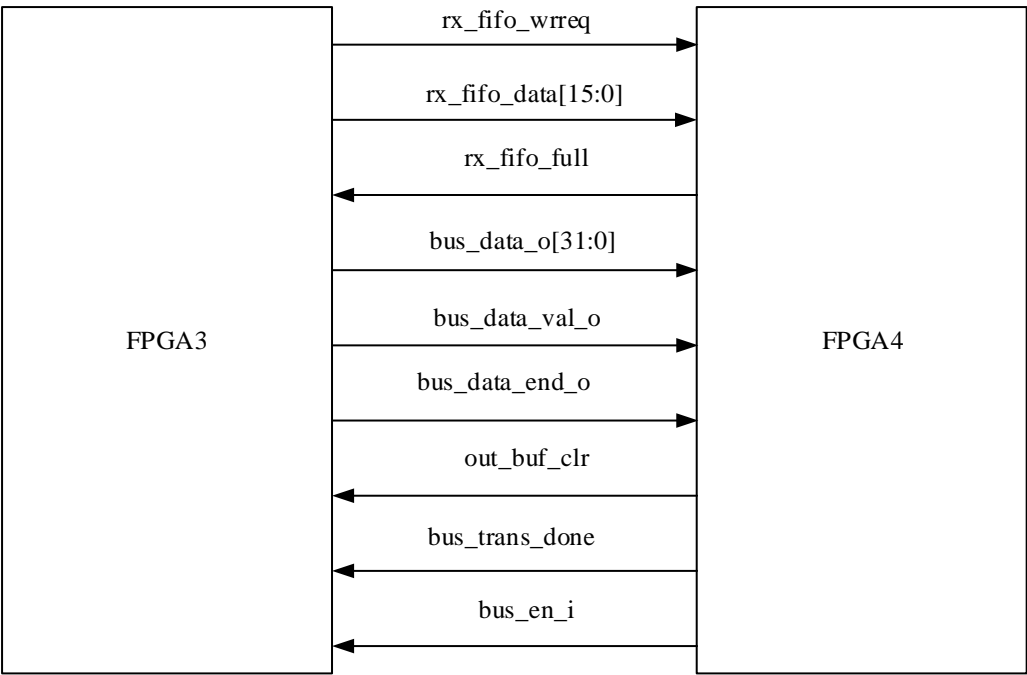 rx_fifo_wrreq
rx_fifo_data[15:0]
rx_fifo_full
bus_data_o[31:0]
bus_data_val_o
FPGA3
FPGA4
bus_data_end_o
out_buf_clr
bus_trans_done
bus_en_i